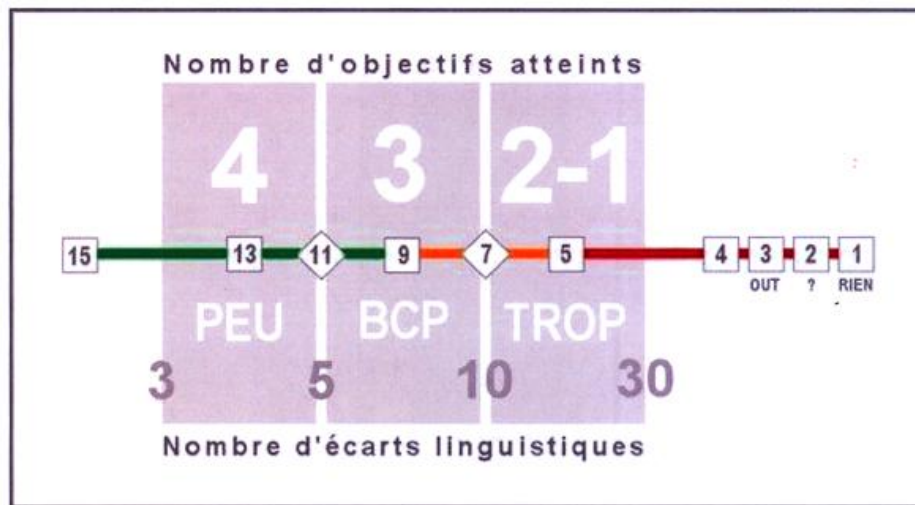 Nombre d'objectifs atteints
4 3 2-1
15 13 11 9 7 5 4 3 2 1
OUT ? RIEN
PEU BCP TROP
3 5 10 30
Nombre d'écarts linguistiques